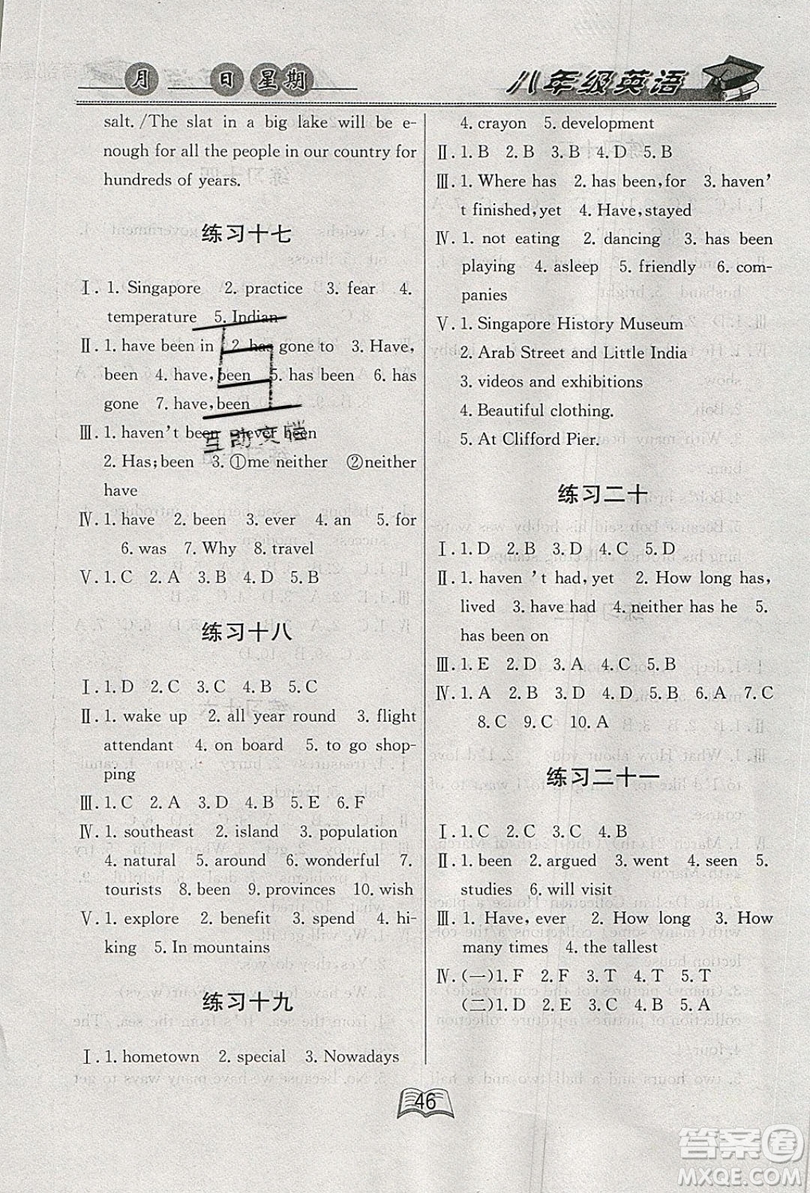 月 日 星期
八年级英语
salt./The slat in a big lake will be e-
nough for all the people in our country for
hundreds of years.
练习十七
Ⅰ. 1. Singapore 2. practice 3. fear 4.
temperature 5. Indian
Ⅱ. 1. have been in 2. has gone to 3. Have,
been 4. have, been 5. has been 6. has
gone 7. have, been
Ⅲ. 1. haven't been never been
2. Has; been 3. ①me neither ②neither
have
Ⅳ. 1. have 2. been 3. ever 4. an 5. for
6. was 7. Why 8. travel
Ⅴ. 1. C 2. A 3. B 4. D 5. C
练习十八
Ⅰ. 1. D 2. C 3. C 4. C 5. A
Ⅱ. 1. wake up 2. all year round 3. flight
attendant 4. on board 5. to go shop-
ping
Ⅲ. 1. D 2. C 3. A 4. B 5. E 6. F
Ⅳ. 1. southeast 2. island 3. population
4. natural 5. around 6. wonderful 7.
tourists 8. been 9. countries 10. wish
Ⅴ. 1. explore 2. benefit 3. spend 4. hi-
king 5. In mountains
练习十九
Ⅰ. 1. hometown 2. special 3. Nowadays
4. crayon 5. development
Ⅱ. 1. B 2. B 3. B 4. D 5. B
Ⅲ. 1. Where has 2. has been, for 3. haven'
t finished, yet 4. Have, stayed
Ⅳ. 1. not eating 2. dancing 3. has been
playing 4. asleep 5. friendly 6. com-
panies
Ⅴ. 1. Singapore History Museum
2. Arab Street and Little India
3. videos and exhibitions
4. Beautiful clothing.
5. At Clifford Pier.
练习二十
Ⅰ. 1. D 2. C 3. C 4. B 5. D
Ⅱ. 1. haven 't had, yet 2. How long has,
lived 3. have had 4. neither has he 5.
has been on
Ⅲ. 1. E 2. D 3. A 4. C 5. B
Ⅳ. 1. A 2. D 3. B 4. D 5. B 6. A 7. C
8. C 9. C 10. A
练习二十一
Ⅰ. 1. C 2. C 3. C 4. B
Ⅱ. 1. been 2. argued 3. went 4. seen 5.
studies 6. will visit
Ⅲ. 1. Have, ever 2. How long 3. How
many times 4. the tallest
Ⅳ. (一) 1. F 2. F 3. T 4. T 5. T
(二) 1. C 2. D 3. B 4. B 5. A
46
答案圈
MXQE.COM